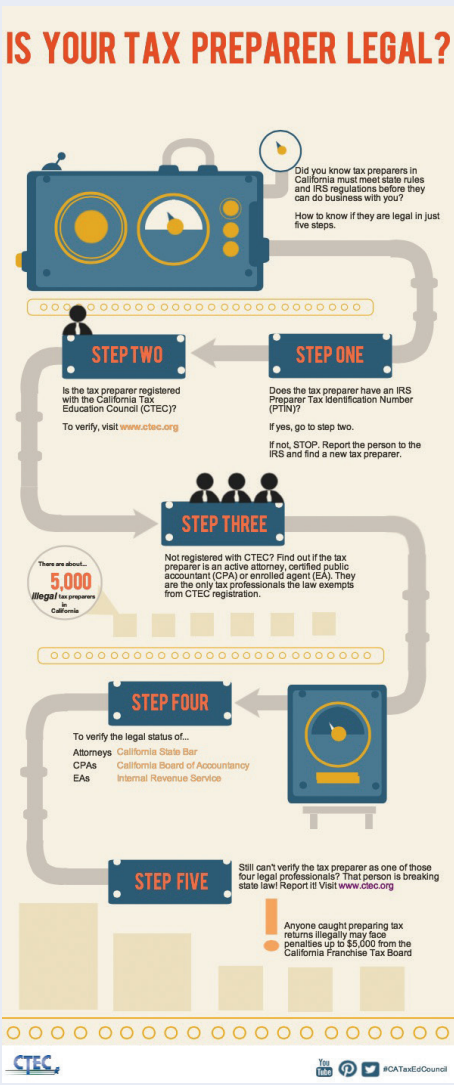 IS YOUR TAX PREPARER LEGAL?
Did you know tax preparers in
California must meet state rules
and IRS regulations before they
can do business with you?
How to know if they are legal in just
five steps.
STEP ONE
Does the tax preparer have an IRS
Preparer Tax Identification Number
(PTIN)?
If yes, go to step two.
If not, STOP. Report the person to the
IRS and find a new tax preparer.
STEP TWO
Is the tax preparer registered
with the California Tax
Education Council (CTEC)?
To verify, visit www.ctec.org
STEP THREE
Not registered with CTEC? Find out if the tax
preparer is an active attorney, certified public
accountant (CPA) or enrolled agent (EA). They
are the only tax professionals the law exempts
from CTEC registration.
There are about...
5,000
illegal tax preparers
in
California
STEP FOUR
To verify the legal status of...
Attorneys California State Bar
CPAs California Board of Accountancy
EAs Internal Revenue Service
STEP FIVE
Still can't verify the tax preparer as one of those
four legal professionals? That person is breaking
state law! Report it! Visit www.ctec.org
Anyone caught preparing tax
returns illegally may face
penalties up to $5,000 from the
California Franchise Tax Board
CTEC
You
Tube
#CATaxEdCouncil